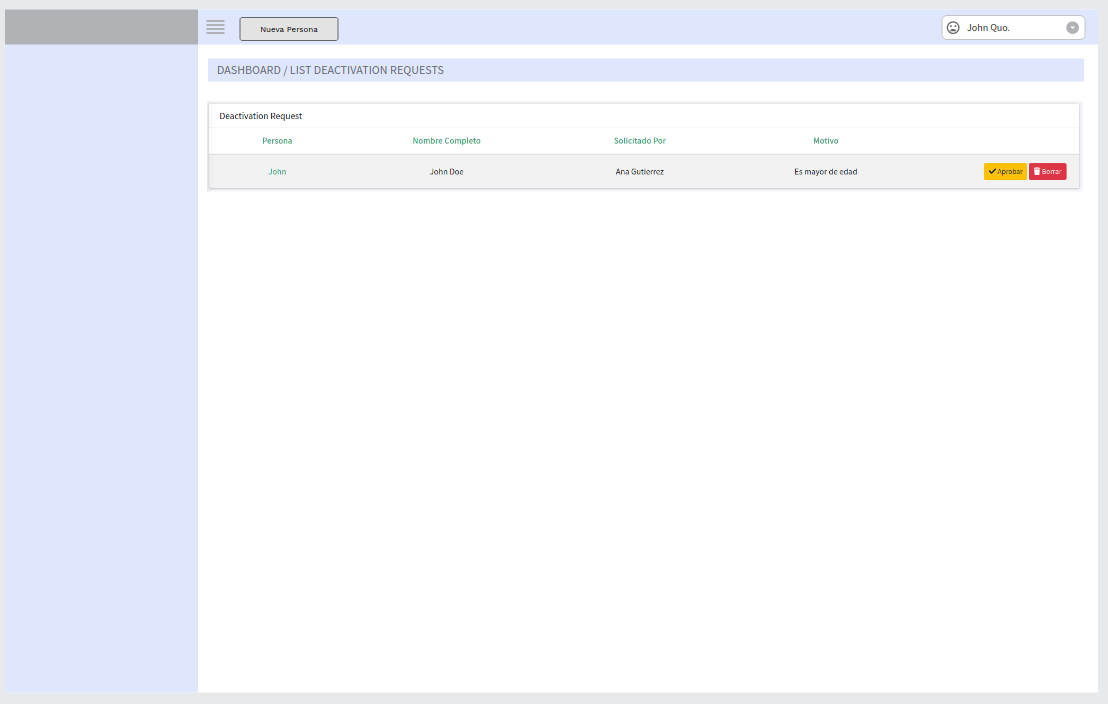 Nueva Persona
John Quo.
DASHBOARD / LIST DEACTIVATION REQUESTS
Deactivation Request
Persona Nombre Completo Solicitado Por Motivo
John John Doe Ana Gutierrez Es mayor de edad Aprobar Borrar